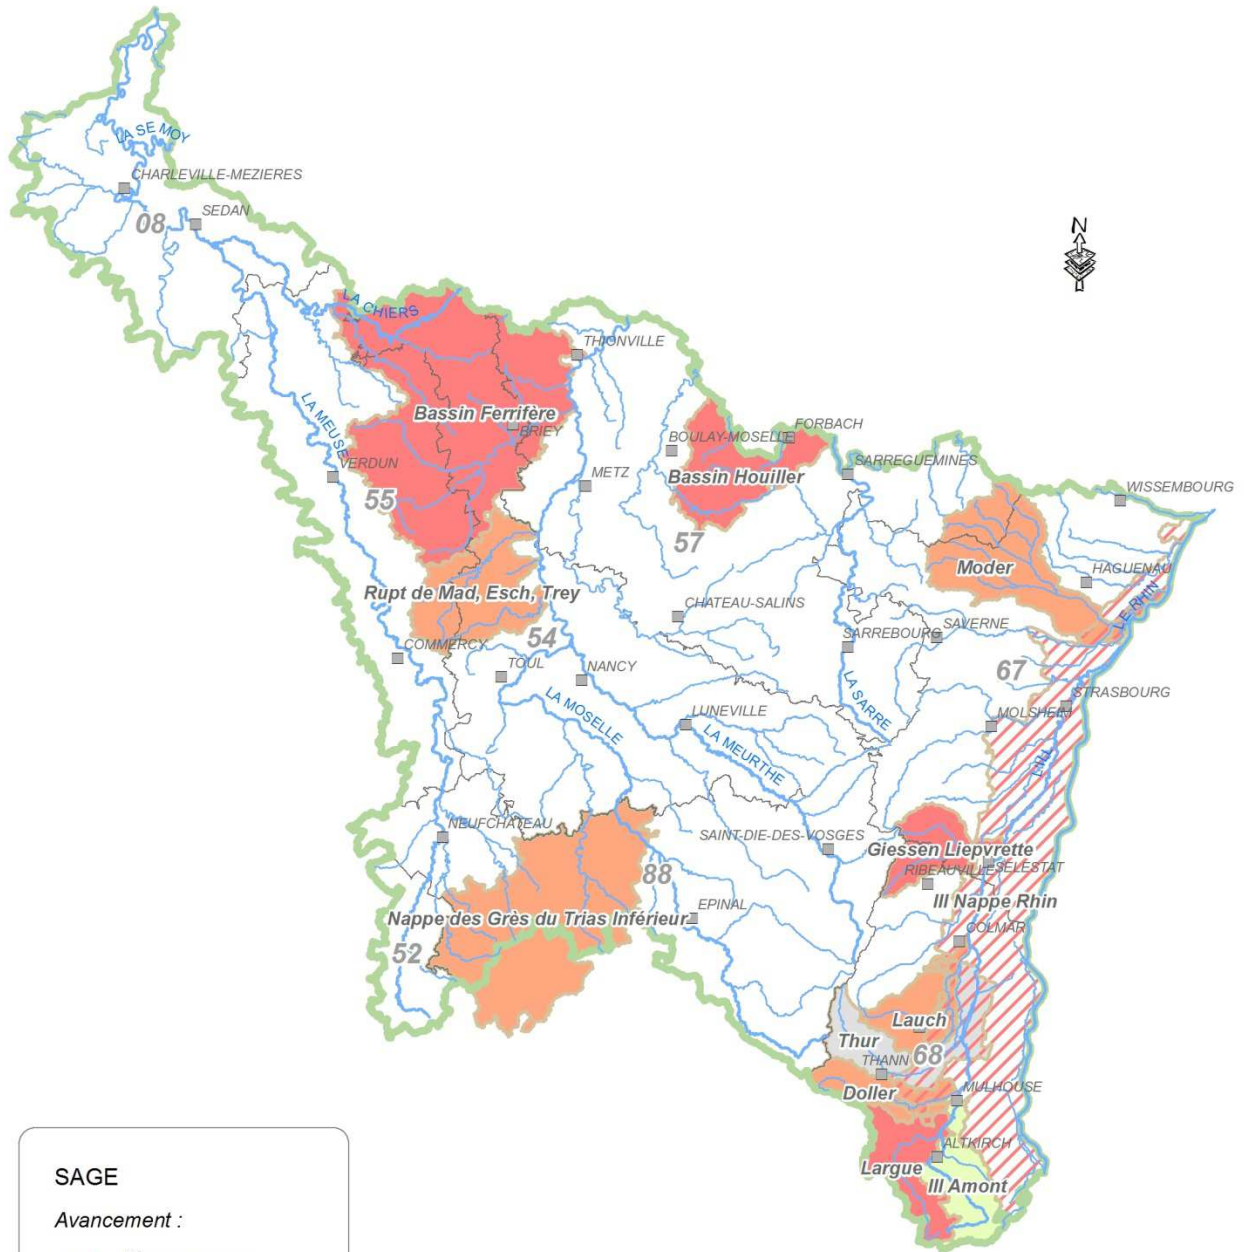 N
LA SE MOY
CHARLEVILLE-MEZIERES
SEDAN
08
LA CHIERS
THIONVILLE
LA MEUSE
Bassin Ferrifère
BRIEY
BOULAY-MOSELLE
FORBACH
Bassin Houiller
SARREGUEMINES
VERDUN
55
METZ
57
WISSEMBOURG
Moder
HAGUENAU
Rupt de Mad, Esch, Trey
LE RHIN
CHATEAU-SALINS
54
SARREBOURG
SAVERNE
COMMERCY
TOUL
NANCY
67
LA SARRE
STRASBOURG
LA MOSELLE
LUNEVILLE
MOLSHEIM
LA MEURTHE
L'ILL
NEUFCHATEAU
SAINT-DIE-DES-VOSGES
Giessen Liepvrette
SELESTAT
RIBEAUVILLE
88
Ill Nappe Rhin
Nappe des Grès du Trias Inférieur
EPINAL
COLMAR
52
Lauch
Thur
68
THANN
Doller
MULHOUSE
ALTKIRCH
Largue
Ill Amont
SAGE
Avancement :